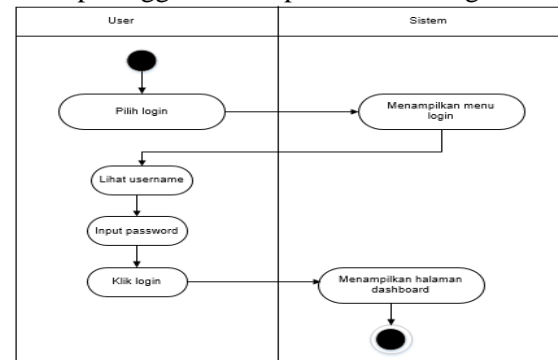 User
Sistem
Pilih login
Menampilkan menu
login
Lihat username
Input password
Klik login
Menampilkan halaman
dashboard